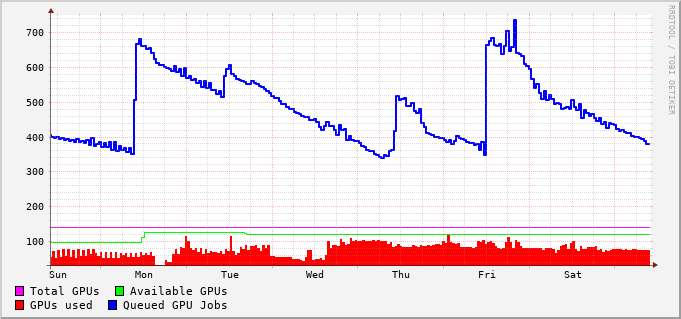 700
600
500
400
300
200
100
Sun Mon Tue Wed Thu Fri Sat
Total GPUs Available GPUs
GPUs used Queued GPU Jobs
RRDTOOL / TOBI OETIKER